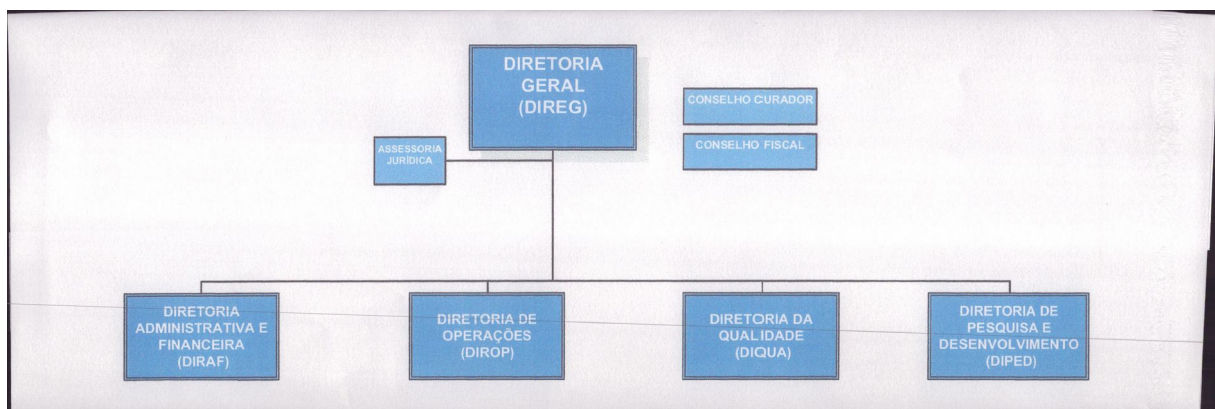 DIRETORIA
GERAL
(DIREG)
CONSELHO CURADOR
CONSELHO FISCAL
ASSESSORIA
JURÍDICA
DIRETORIA
ADMINISTRATIVA E
FINANCEIRA
(DIRAF)
DIRETORIA DE
OPERAÇÕES
(DIROP)
DIRETORIA DA
QUALIDADE
(DIQUA)
DIRETORIA DE
PESQUISA E
DESENVOLVIMENTO
(DIPED)